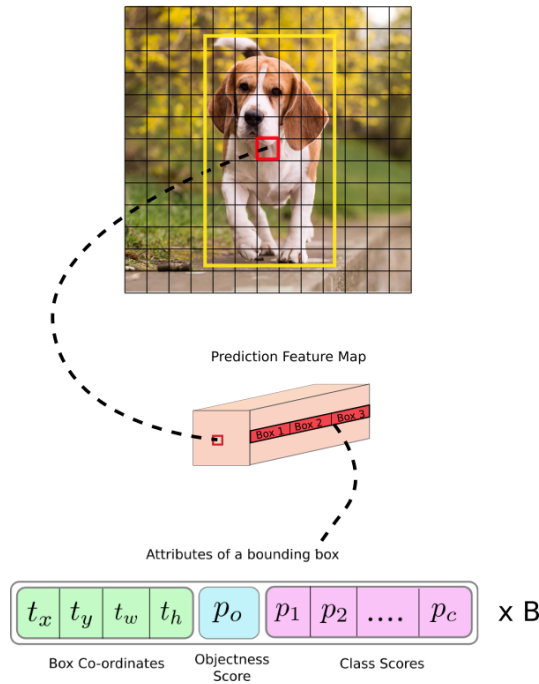 Prediction Feature Map
Box 1 Box 2 Box 3
Attributes of a bounding box
t_x t_y t_w t_h p_o p_1 p_2 .... p_c x B
Box Co-ordinates Objectness Score Class Scores